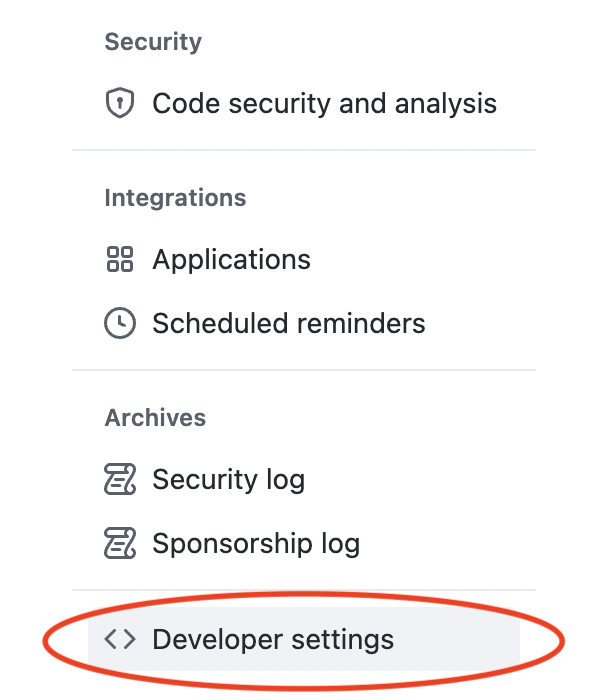 Security
Code security and analysis
Integrations
Applications
Scheduled reminders
Archives
Security log
Sponsorship log
Developer settings